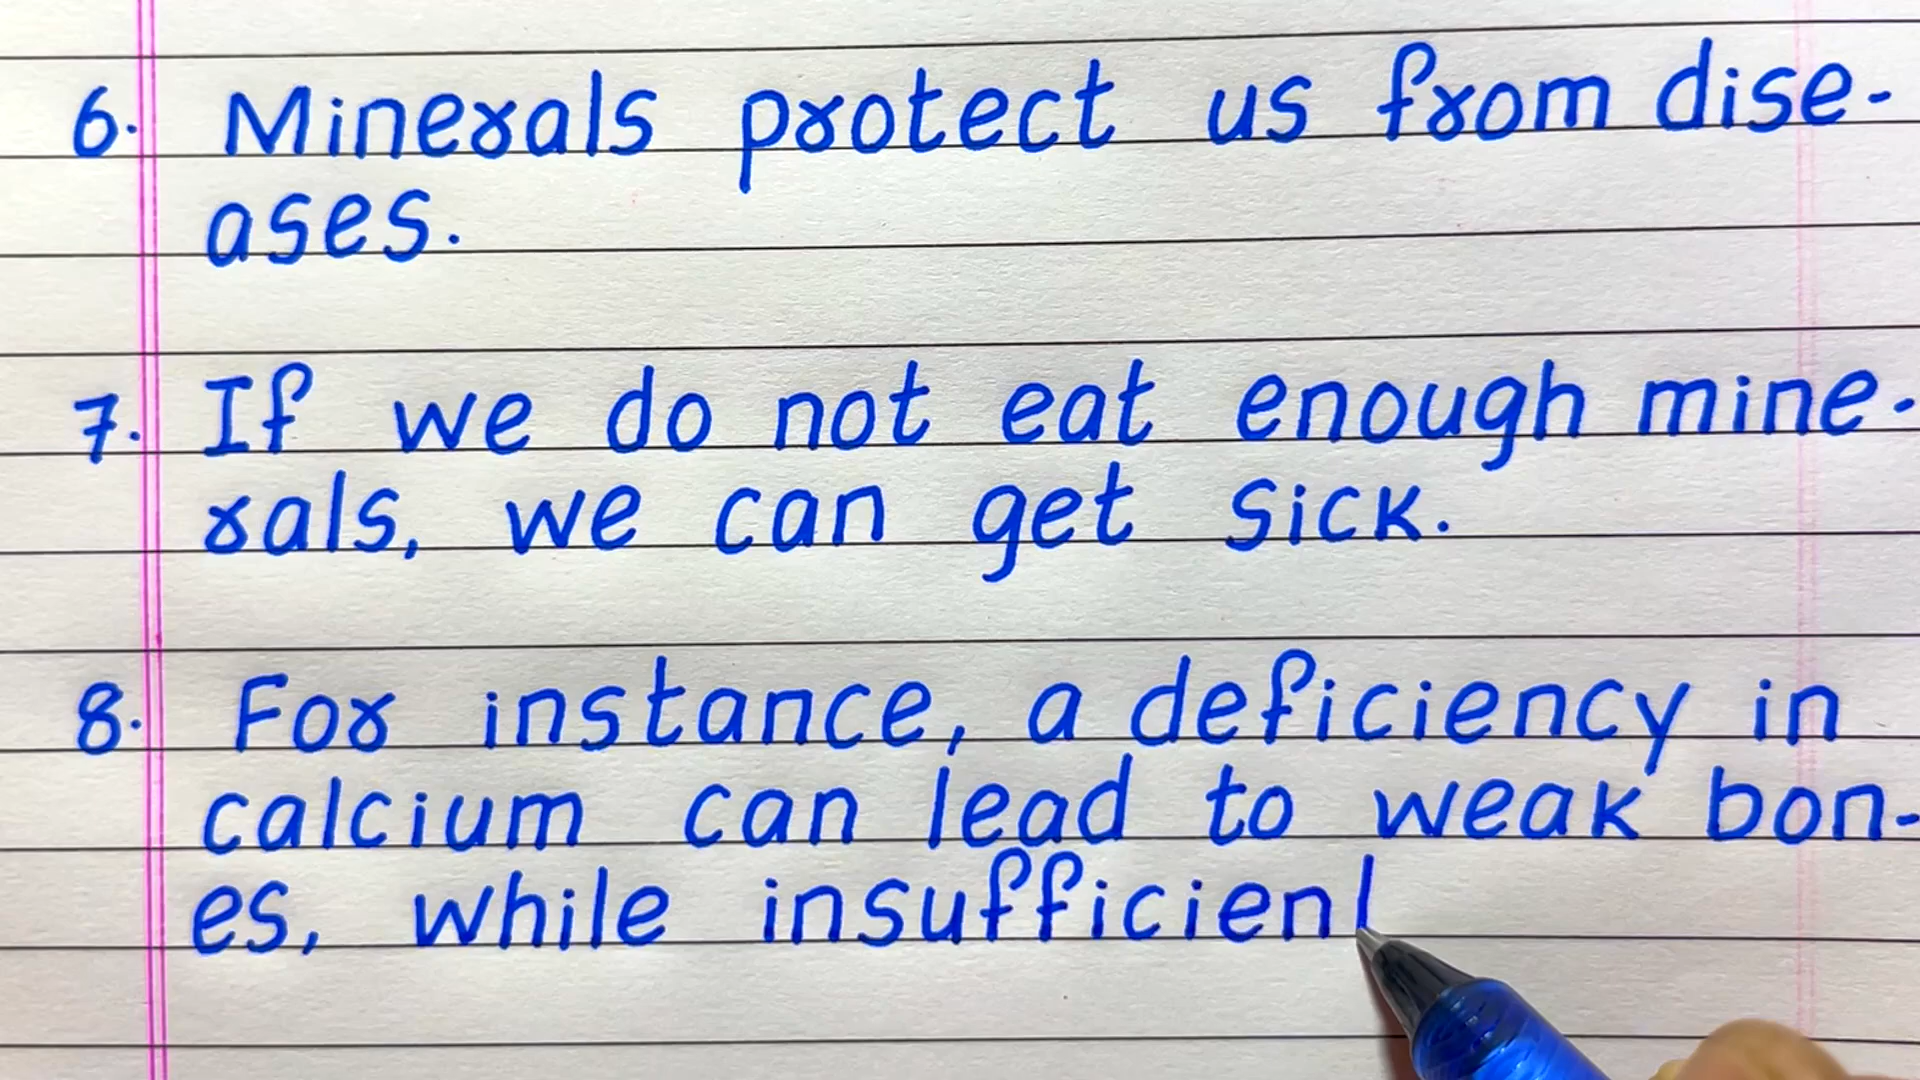 6. Minerals protect us from dise-
ases.
7. If we do not eat enough mine-
rals, we can get sick.
8. For instance, a deficiency in
calcium can lead to weak bon-
es, while insufficien